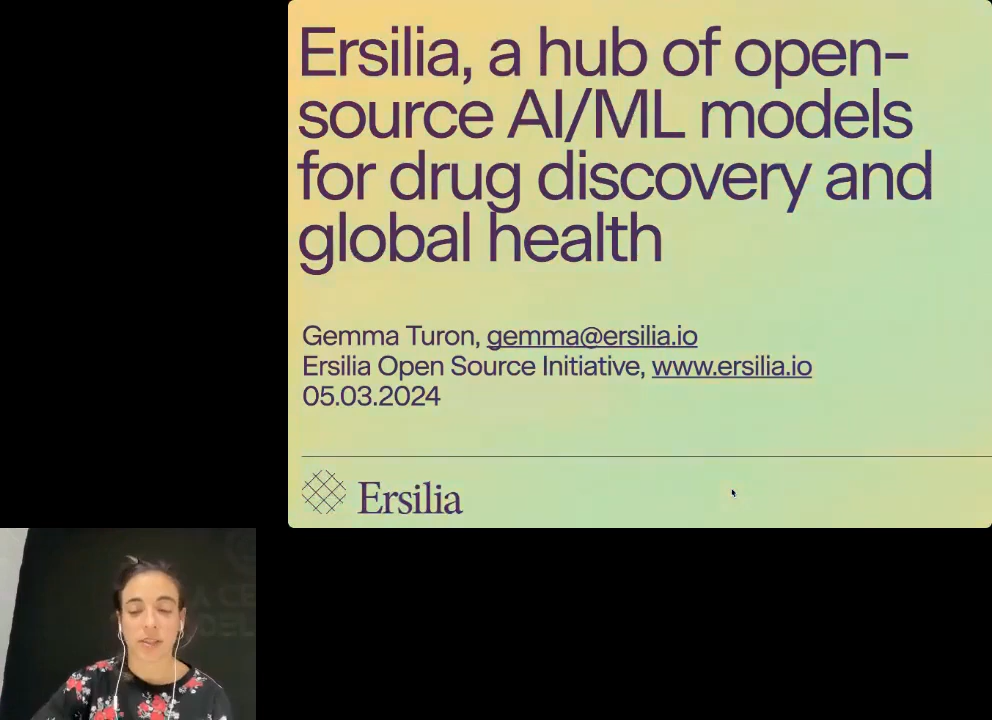 Ersilia, a hub of open-
source AI/ML models
for drug discovery and
global health
Gemma Turon, gemma@ersilia.io
Ersilia Open Source Initiative, www.ersilia.io
05.03.2024
Ersilia